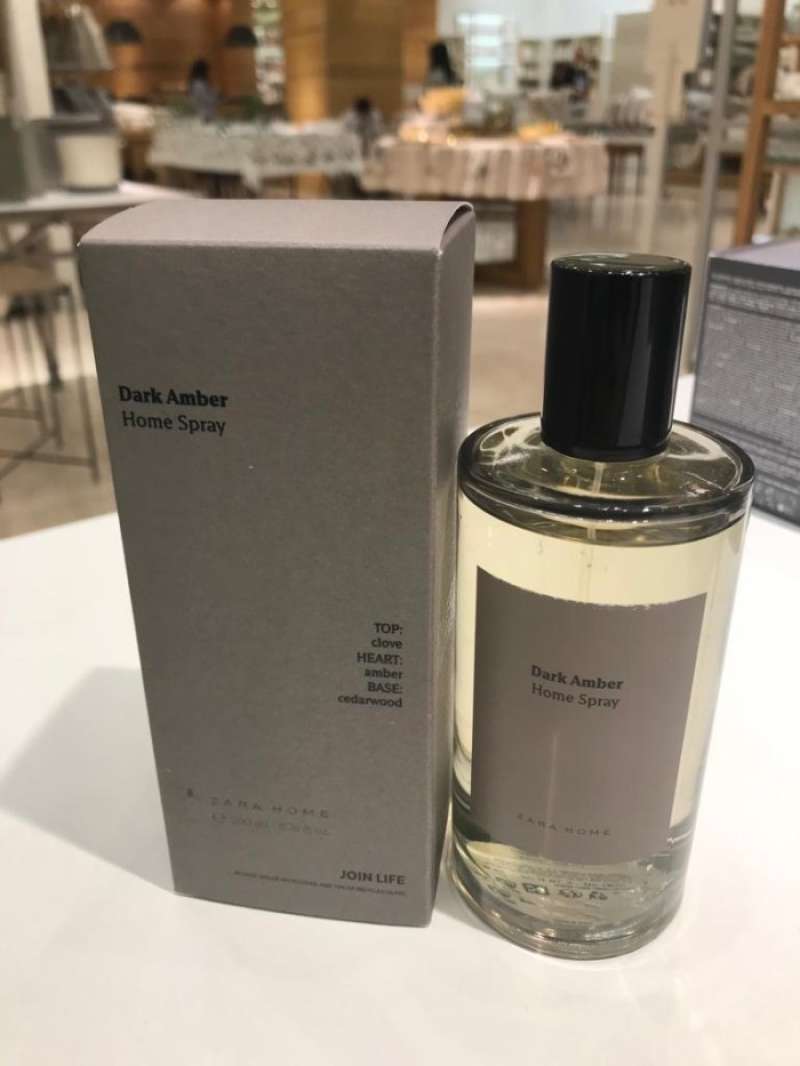 Dark Amber
Home Spray
TOP:
clove
HEART:
amber
BASE:
cedarwood
ZARA HOME
JOIN LIFE
Dark Amber
Home Spray
ZARA HOME